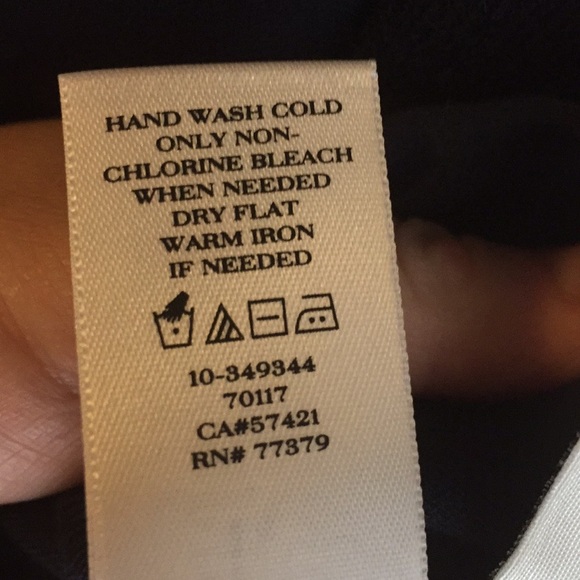 HAND WASH COLD
ONLY NON-
CHLORINE BLEACH
WHEN NEEDED
DRY FLAT
WARM IRON
IF NEEDED
10-349344
70117
CA#57421
RN# 77379